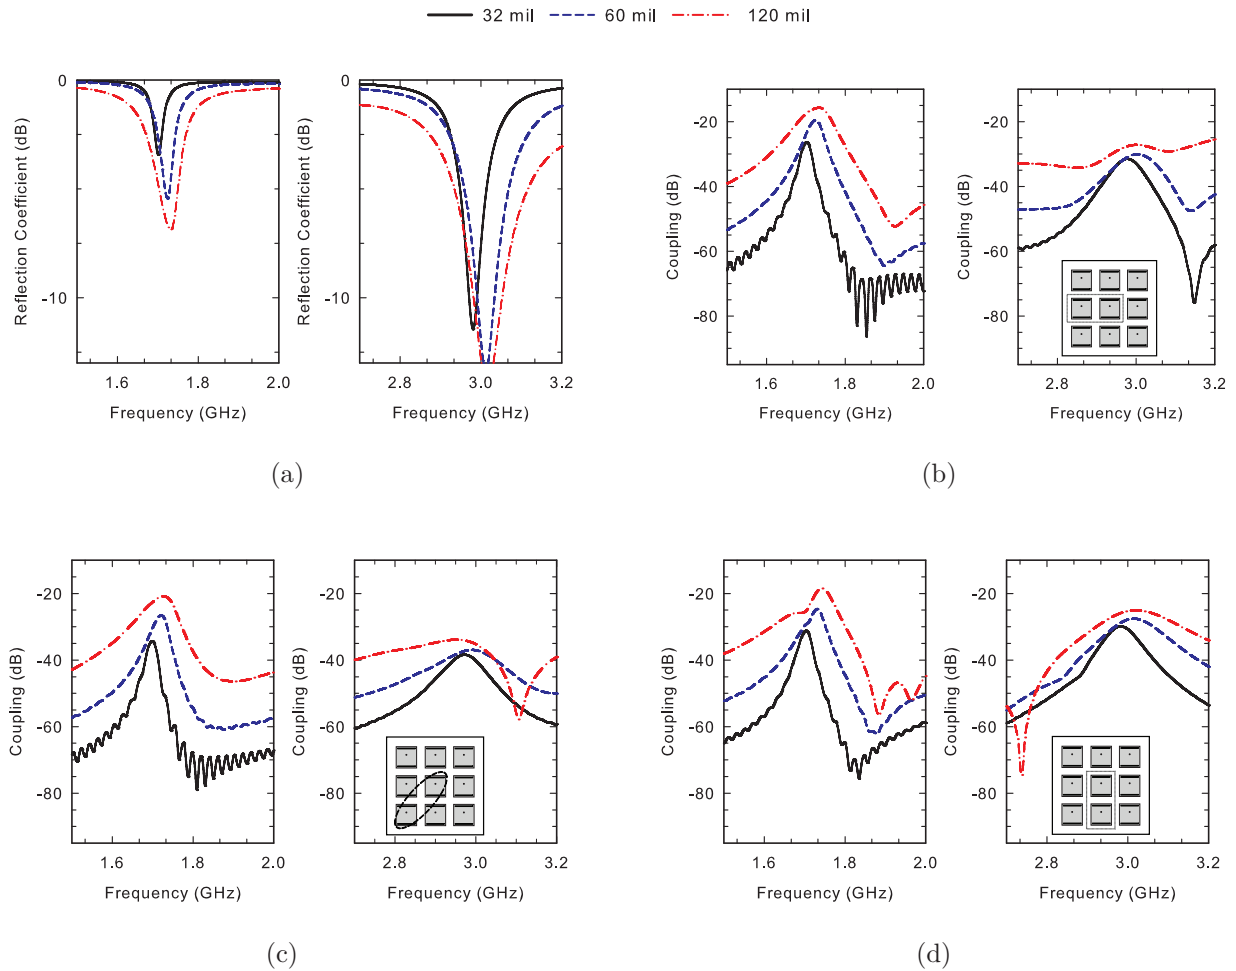 32 mil 60 mil 120 mil
0
-10
Reflection Coefficient (dB)
1.6 1.8 2.0
Frequency (GHz)
0
-10
Reflection Coefficient (dB)
3.0 3.2
Frequency (GHz)
(a)
-20
-40
-60
-80
Coupling (dB)
1.6 1.8 2.0
Frequency (GHz)
-20
-40
-60
-80
Coupling (dB)
2.8 3.0 3.2
Frequency (GHz)
(b)
-20
-40
-60
-80
Coupling (dB)
1.6 1.8 2.0
Frequency (GHz)
-20
-40
-60
-80
Coupling (dB)
2.8 3.0 3.2
Frequency (GHz)
(c)
-20
-40
-60
-80
Coupling (dB)
1.6 1.8 2.0
Frequency (GHz)
-20
-40
-60
-80
Coupling (dB)
2.8 3.0 3.2
Frequency (GHz)
(d)